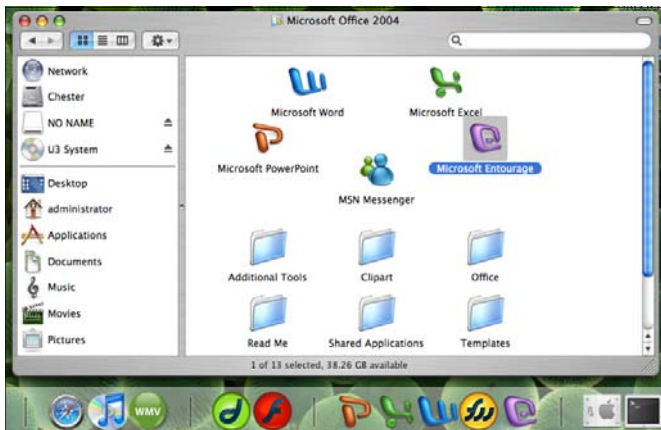 Microsoft Office 2004
Network
Chester
NO NAME
U3 System
Desktop
administrator
Applications
Documents
Music
Movies
Pictures
Microsoft Word
Microsoft Excel
Microsoft PowerPoint
Microsoft Entourage
MSN Messenger
Additional Tools
Clipart
Office
Read Me
Shared Applications
Templates
1 of 13 selected, 38.26 GB available
WMV